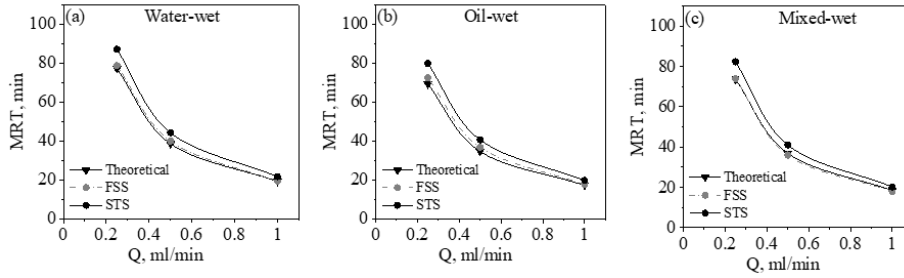 (a) Water-wet
100
80
60
40
20
0
MRT, min
Theoretical
FSS
STS
0 0.2 0.4 0.6 0.8 1
Q, ml/min
(b) Oil-wet
100
80
60
40
20
0
MRT, min
Theoretical
FSS
STS
0 0.2 0.4 0.6 0.8 1
Q, ml/min
(c) Mixed-wet
100
80
60
40
20
0
MRT, min
Theoretical
FSS
STS
0 0.2 0.4 0.6 0.8 1
Q, ml/min